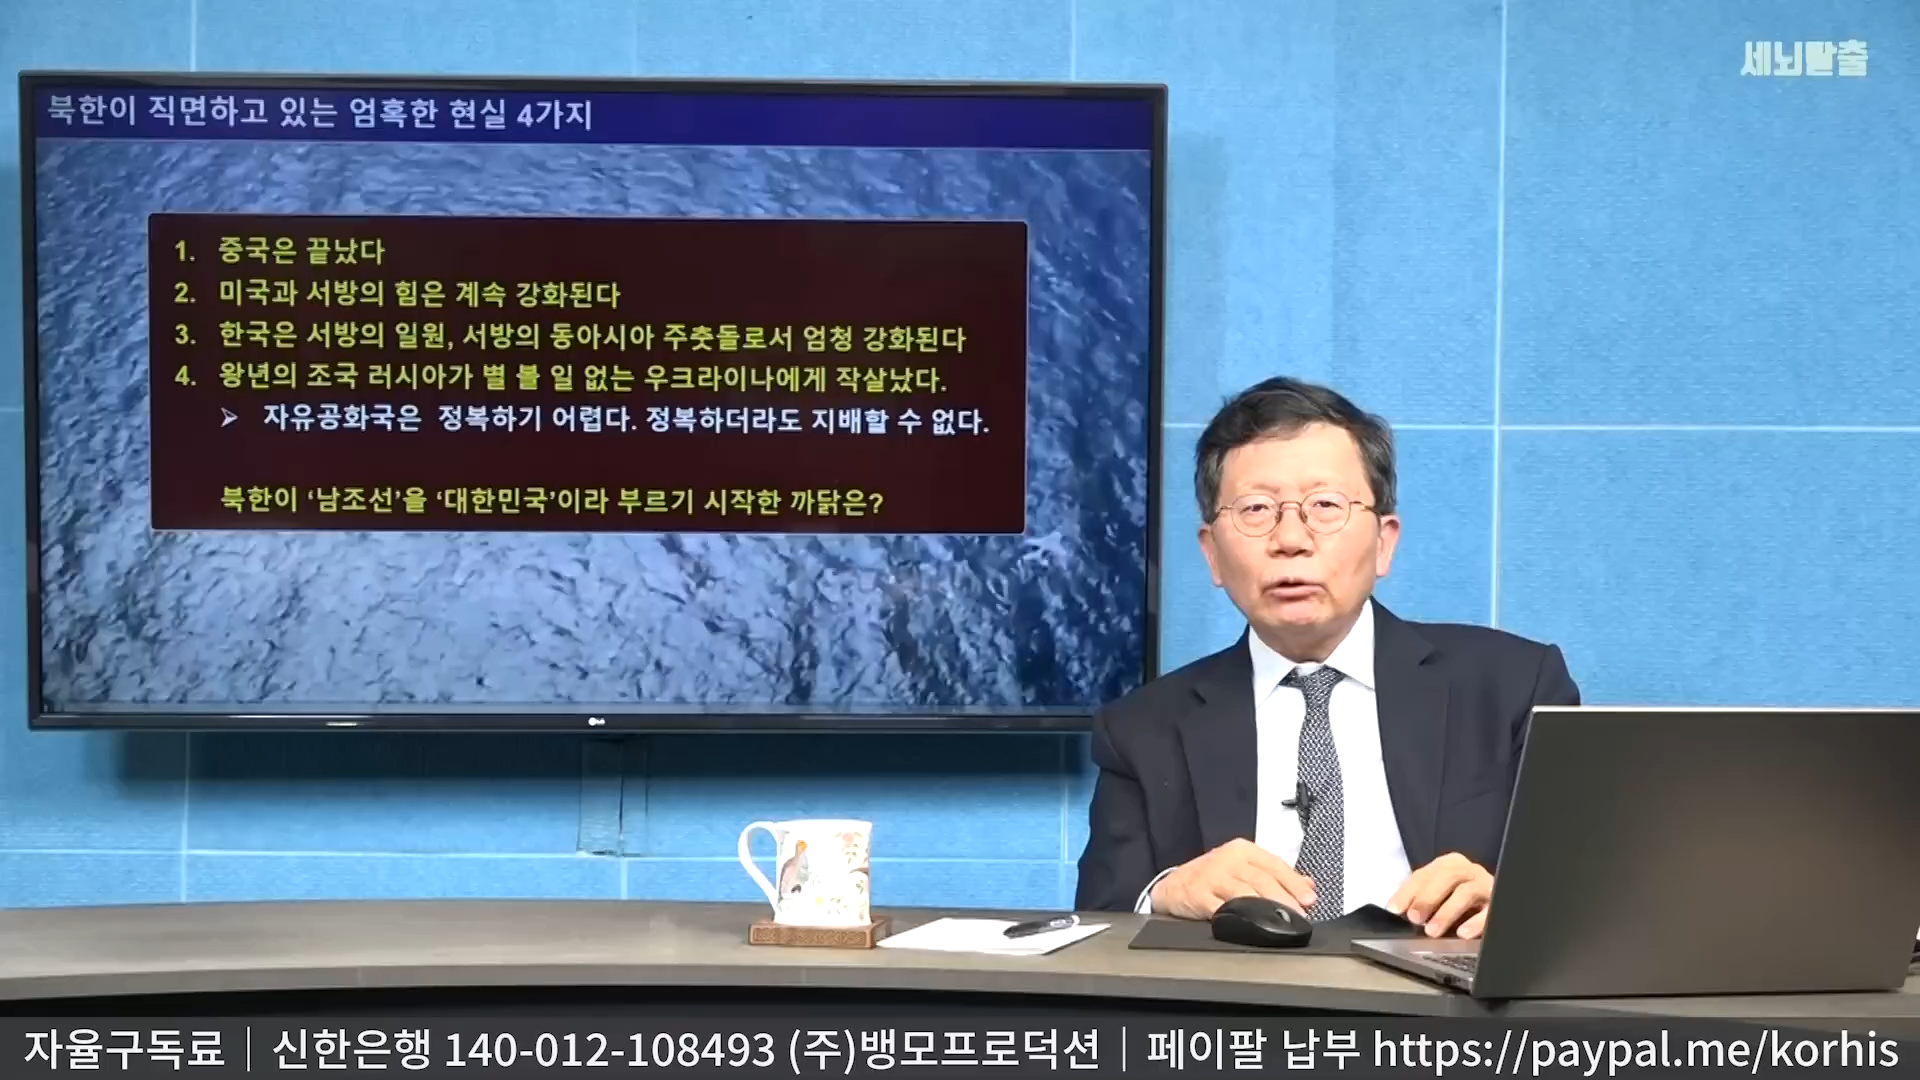 세뇌탈출
북한이 직면하고 있는 엄혹한 현실 4가지
1. 중국은 끝났다
2. 미국과 서방의 힘은 계속 강화된다
3. 한국은 서방의 일원, 서방의 동아시아 주춧돌로서 엄청 강화된다
4. 왕년의 조국 러시아가 별 볼 일 없는 우크라이나에게 작살났다.
➢ 자유공화국은 정복하기 어렵다. 정복하더라도 지배할 수 없다.
북한이 ‘남조선’을 ‘대한민국’이라 부르기 시작한 까닭은?
LG
자율구독료│신한은행 140-012-108493 (주)뱅모프로덕션│페이팔 납부 https://paypal.me/korhis